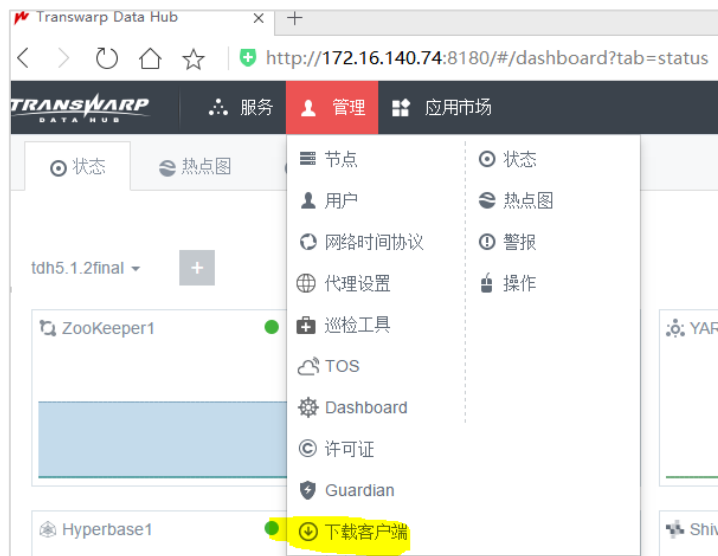 Transwarp Data Hub
http://172.16.140.74:8180/#/dashboard?tab=status
TRANSWARP
DATA HUB
服务
管理
应用市场
状态
热点图
节点
状态
用户
热点图
网络时间协议
警报
代理设置
操作
巡检工具
TOS
Dashboard
许可证
Guardian
下载客户端
tdh5.1.2final
ZooKeeper1
YAR
Hyperbase1
Shiv